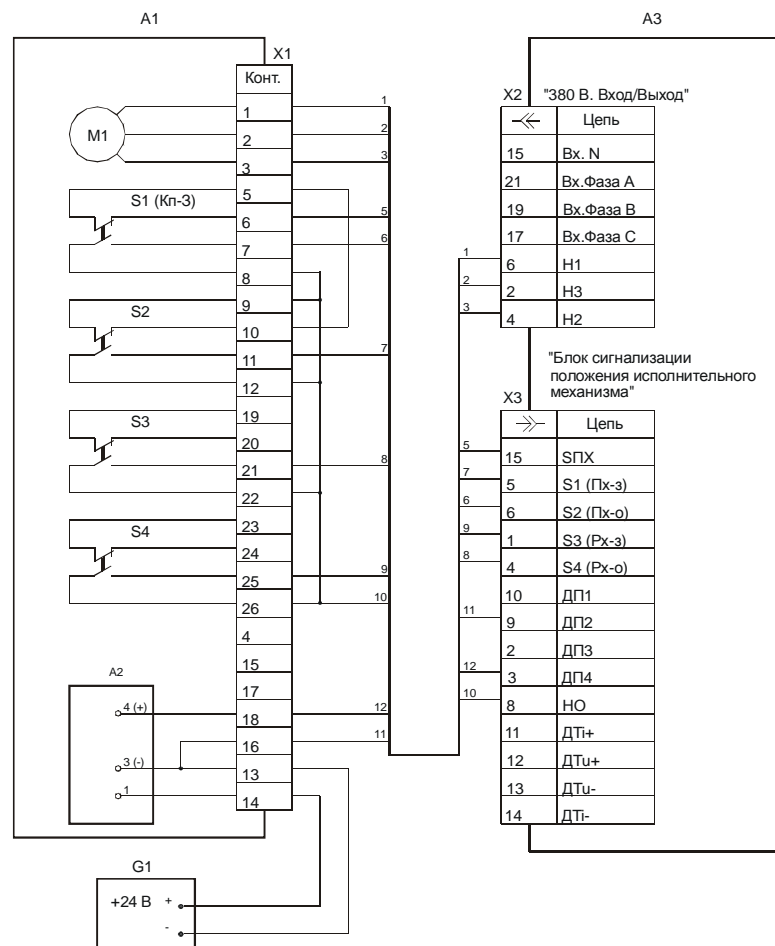 A1
A3
X1
Конт.
1
2
3
5
6
7
8
9
10
11
12
19
20
21
22
23
24
25
26
4
15
17
18
16
13
14
M1
S1 (Кп-3)
S2
S3
S4
A2
4 (+)
3 (-)
1
G1
+24 В +
-
1
2
3
5
6
7
8
9
10
12
11
X2 "380 В. Вход/Выход"
Цепь
15 Вх. N
21 Вх.Фаза А
19 Вх.Фаза В
17 Вх.Фаза С
1 6 Н1
2 2 Н3
3 4 Н2
"Блок сигнализации
положения исполнительного
механизма"
X3
Цепь
5 15 SПХ
7 5 S1 (Пх-з)
6 6 S2 (Пх-о)
9 1 S3 (Рх-з)
8 4 S4 (Рх-о)
10 ДП1
11 9 ДП2
2 ДП3
12 3 ДП4
10 8 НО
11 ДТi+
12 ДТu+
13 ДТu-
14 ДТi-